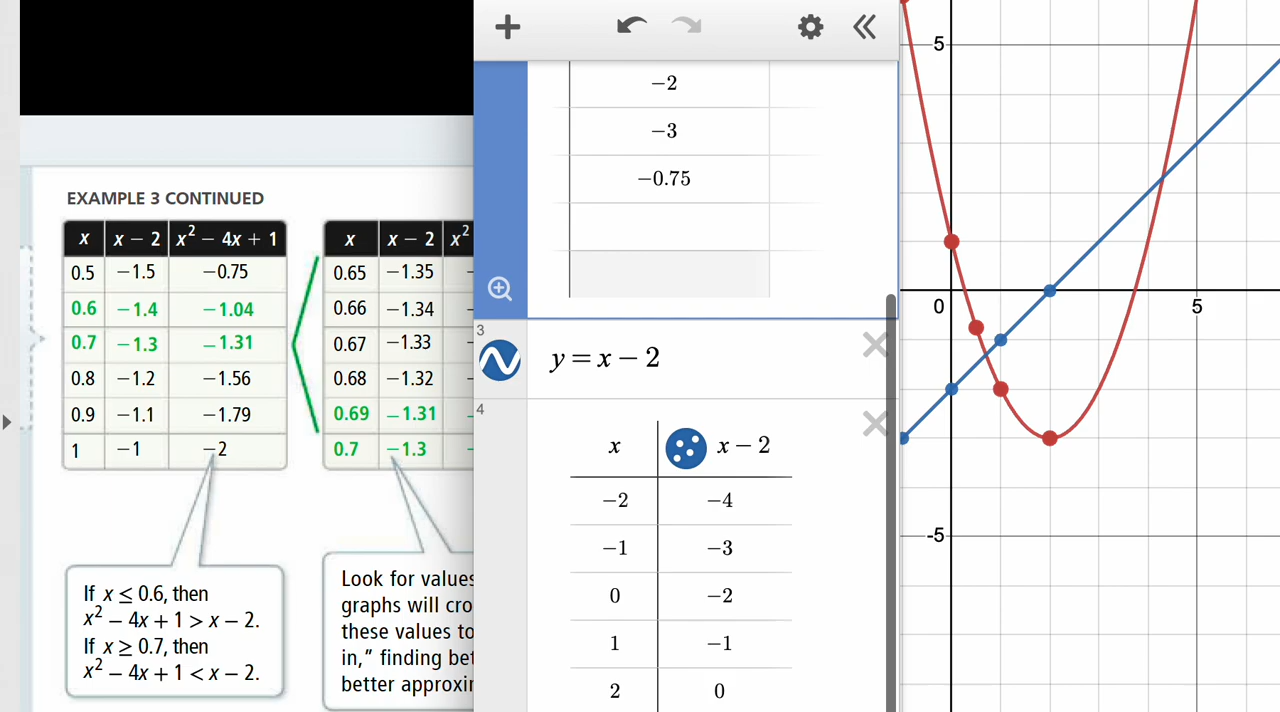 EXAMPLE 3 CONTINUED
x x − 2 x² − 4x + 1
0.5 −1.5 −0.75
0.6 −1.4 −1.04
0.7 −1.3 −1.31
0.8 −1.2 −1.56
0.9 −1.1 −1.79
1 −1 −2
x x − 2 x²
0.65 −1.35 −
0.66 −1.34 −
0.67 −1.33 −
0.68 −1.32 −
0.69 −1.31 −
0.7 −1.3 −
If x ≤ 0.6, then
x² − 4x + 1 > x − 2.
If x ≥ 0.7, then
x² − 4x + 1 < x − 2.
Look for values
graphs will
these values to
in,” finding
better
−2
−3
−0.75
3
y = x − 2
4
x x − 2
−2 −4
−1 −3
0 −2
1 −1
2 0
5
0 5
-5